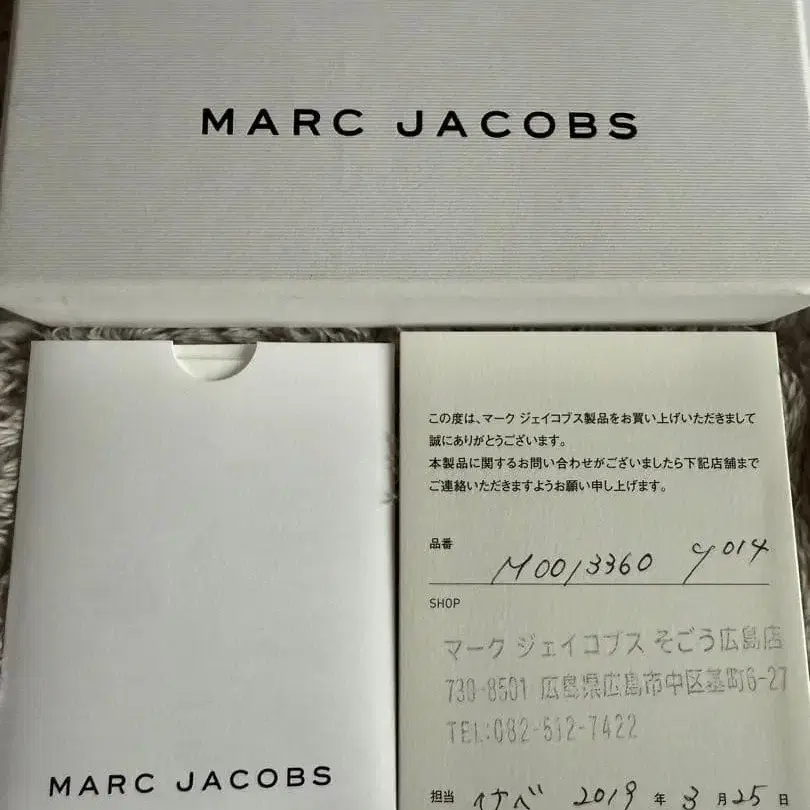 MARC JACOBS
この度は、マーク ジェイコブス製品をお買い上げいただきまして
誠にありがとうございます。
本製品に関するお問い合わせがございましたら下記店舗まで
ご連絡いただきますようお願い申し上げます。
品番 M0013360 9014
SHOP
マーク ジェイコブス そごう広島店
730-8501 広島県広島市中区基町6-27
TEL:082-512-7422
担当 2019年3月25日
MARC JACOBS